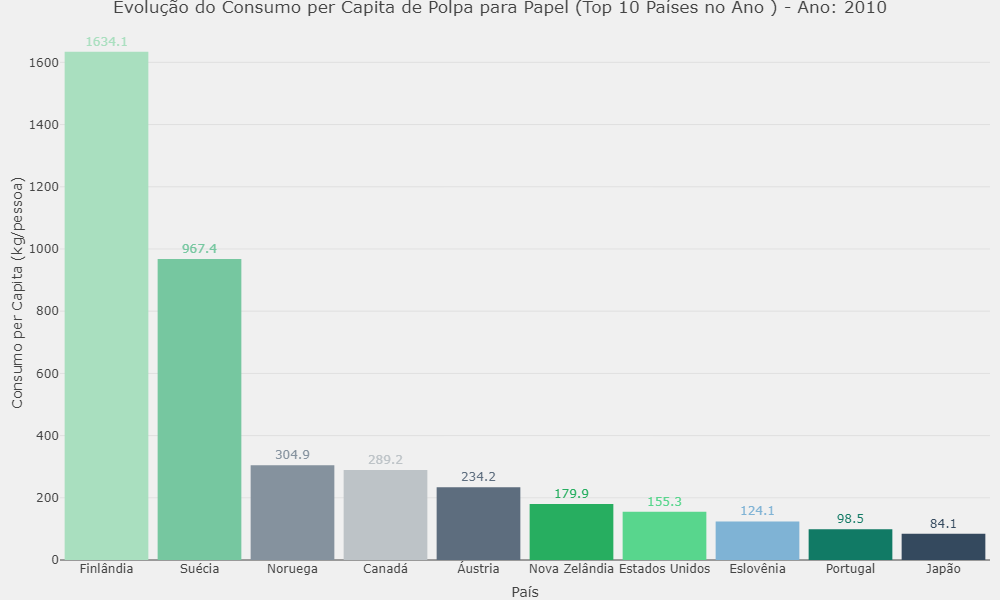 Evolução do Consumo per Capita de Polpa para Papel (Top 10 Países no Ano ) - Ano: 2010
Consumo per Capita (kg/pessoa)
1600
1400
1200
1000
800
600
400
200
0
1634.1
967.4
304.9
289.2
234.2
179.9
155.3
124.1
98.5
84.1
Finlândia
Suécia
Noruega
Canadá
Áustria
Nova Zelândia
Estados Unidos
Eslovênia
Portugal
Japão
País